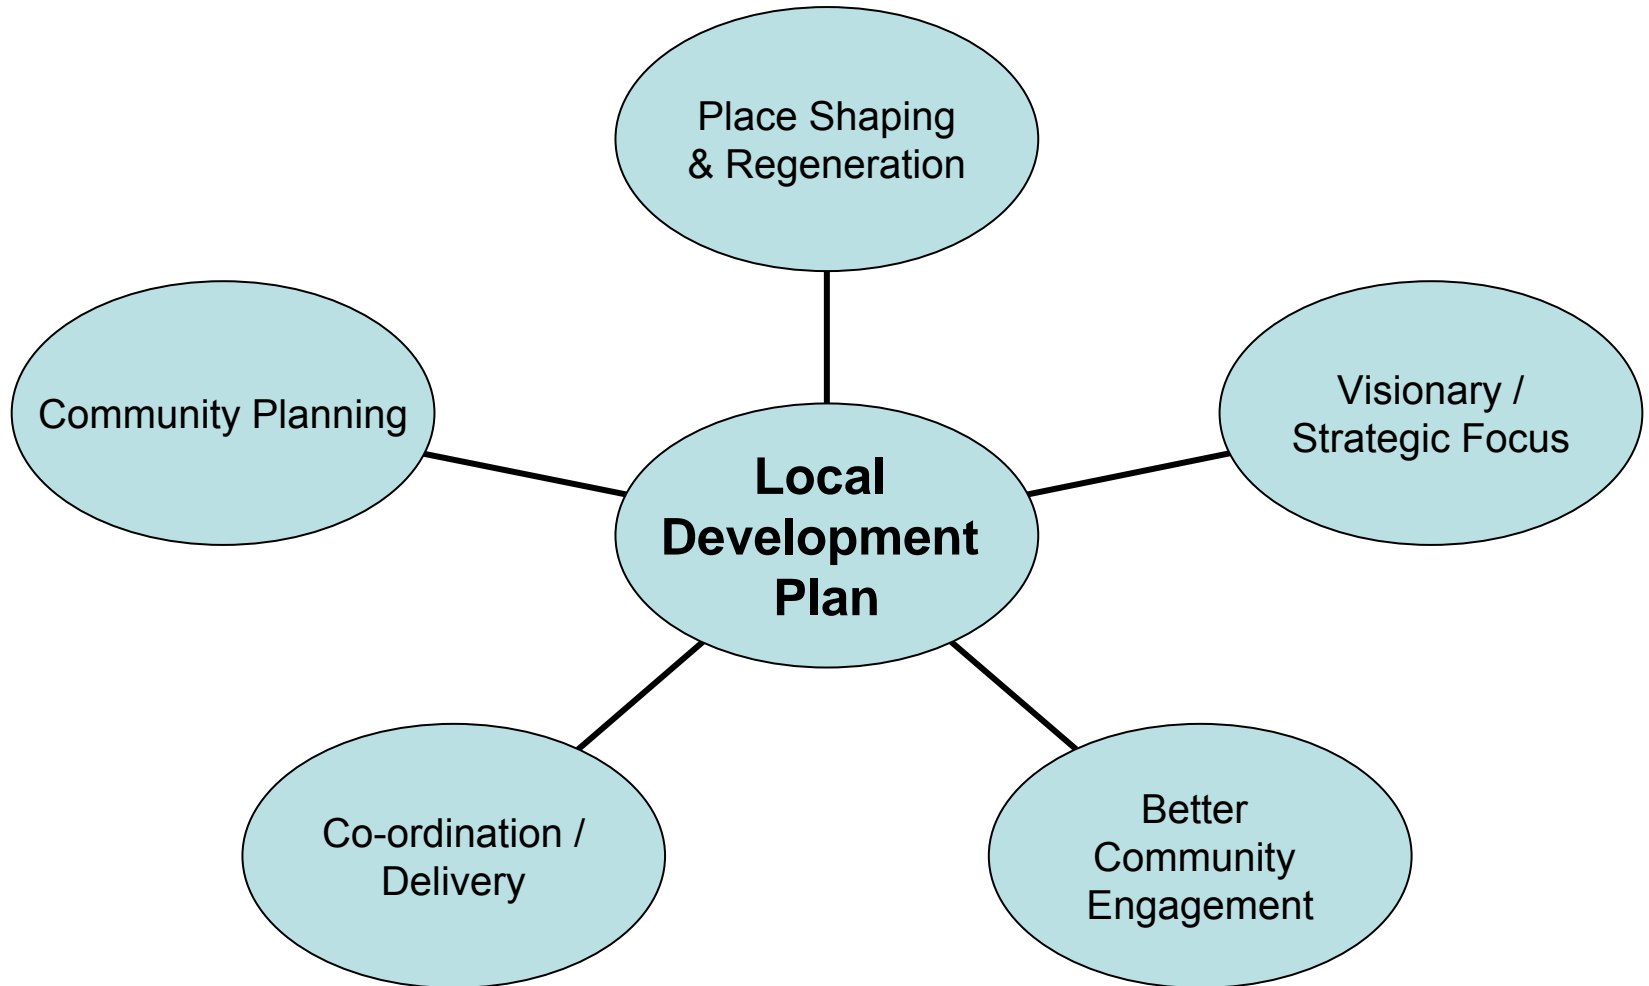 Place Shaping
& Regeneration
Community Planning
Visionary /
Strategic Focus
Local
Development
Plan
Co-ordination /
Delivery
Better
Community
Engagement